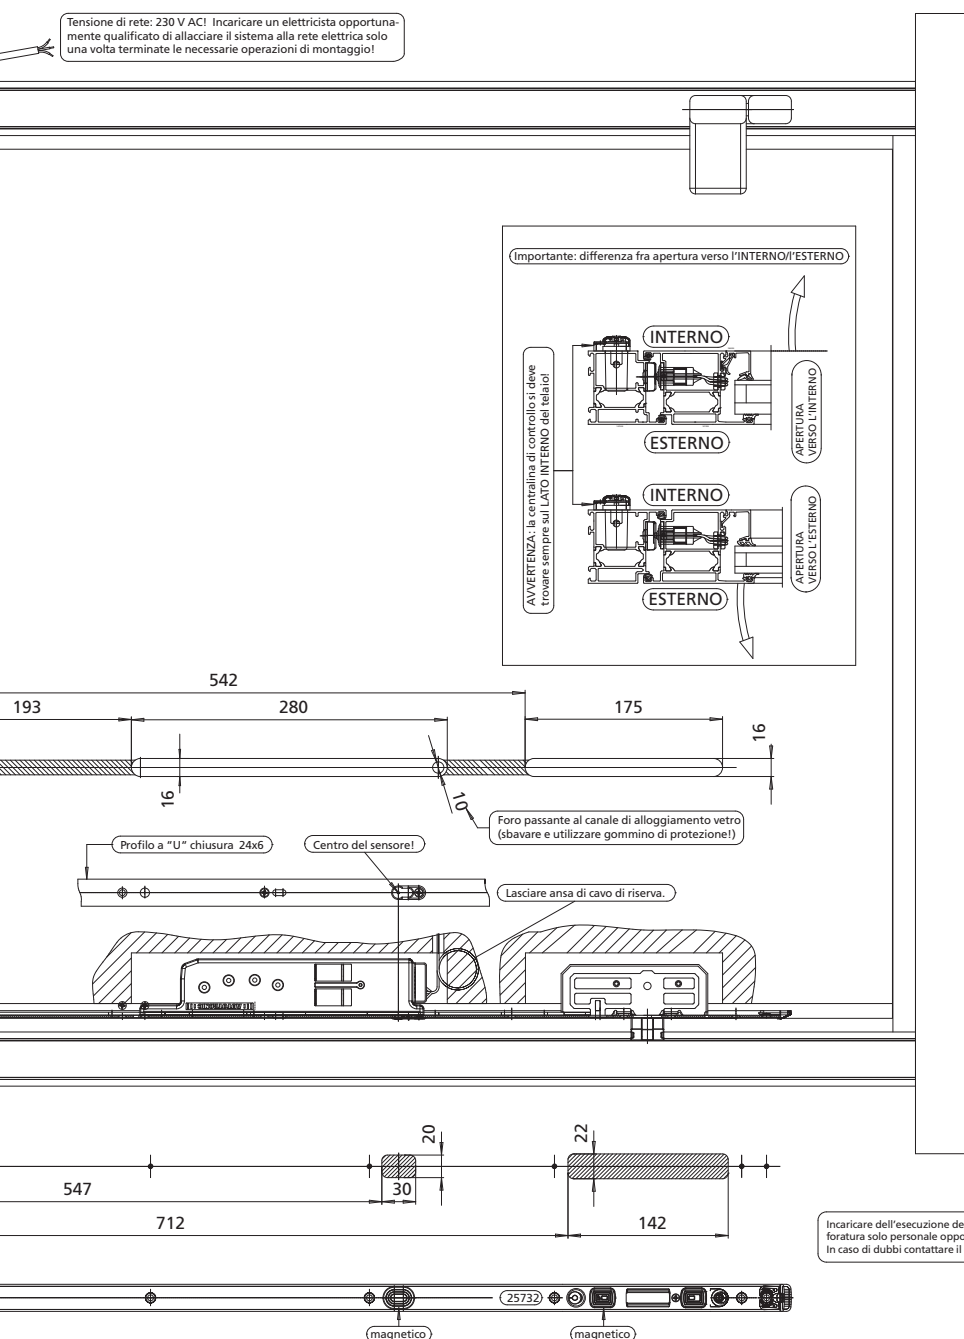 Tensione di rete: 230 V AC! Incaricare un elettricista opportuna-
mente qualificato di allacciare il sistema alla rete elettrica solo
una volta terminate le necessarie operazioni di montaggio!
Importante: differenza fra apertura verso l'INTERNO/l'ESTERNO
INTERNO
ESTERNO
APERTURA
VERSO L'INTERNO
AVVERTENZA: la centralina di controllo si deve
trovare sempre sul LATO INTERNO del telaio!
INTERNO
ESTERNO
APERTURA
VERSO L'ESTERNO
542
193
280
175
16
16
10
Foro passante al canale di alloggiamento vetro
(sbavare e utilizzare gommino di protezione!)
Profilo a "U" chiusura 24x6
Centro del sensore!
Lasciare ansa di cavo di riserva.
20
22
547
30
712
142
Incaricare dell'esecuzione de
foratura solo personale oppo
In caso di dubbi contattare il
25732
magnetico
magnetico